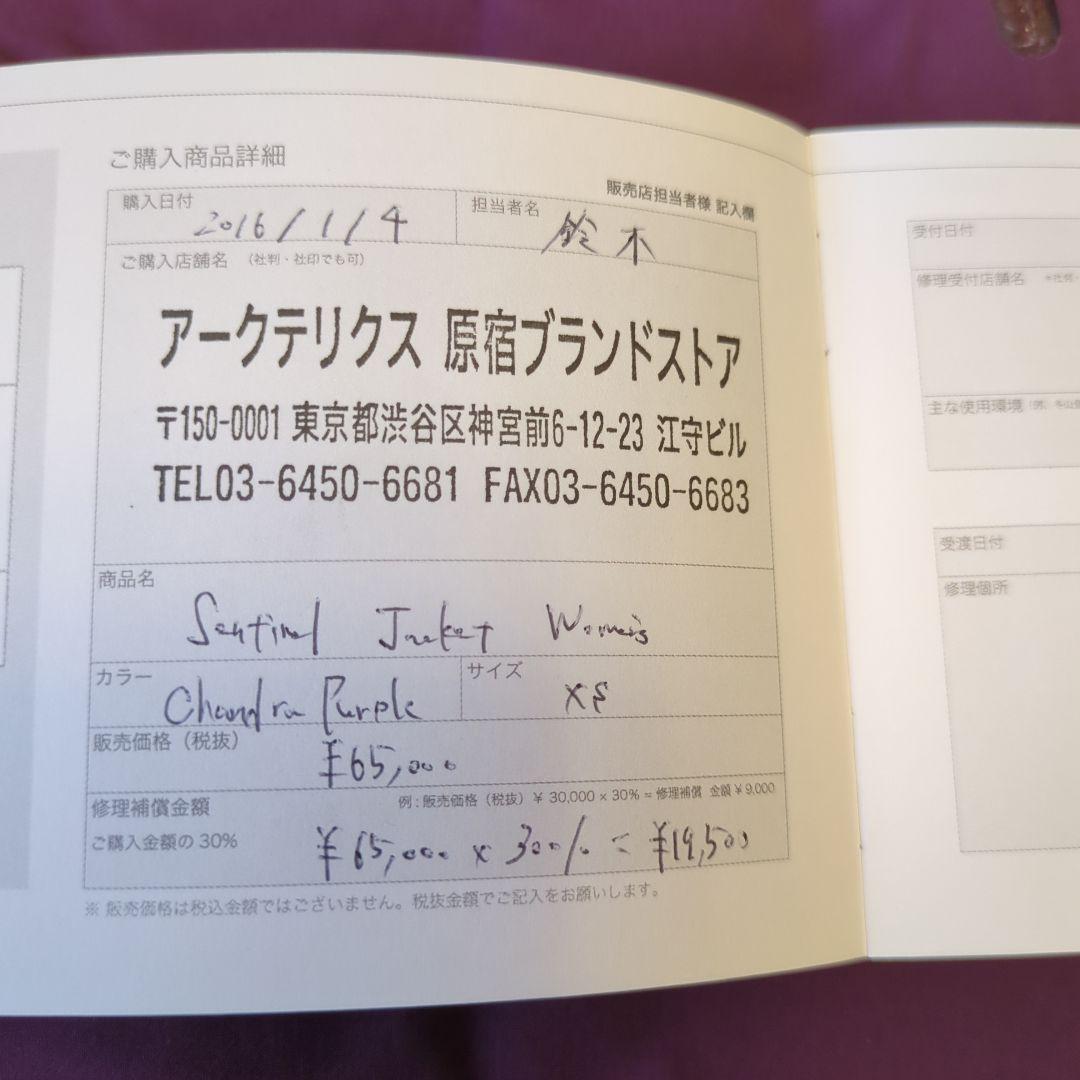 ご購入商品詳細
販売店担当者様 記入欄
購入日付
2016/1/4
担当者名
鈴木
ご購入店舗名 (社判・社印でも可)
アークテリクス 原宿ブランドストア
〒150-0001 東京都渋谷区神宮前6-12-23 江守ビル
TEL03-6450-6681 FAX03-6450-6683
商品名
Sentinel Jacket Women's
カラー
Chandra Purple
サイズ
XS
販売価格(税抜)
¥65,000
修理補償金額
例:販売価格(税抜)¥30,000×30%=修理補償 金額¥9,000
ご購入金額の30%
¥65,000 x 30% = ¥19,500
※ 販売価格は税込金額ではございません。税抜金額でご記入をお願いします。
受付日付
修理受付店舗名
主な使用環境
受渡日付
修理個所